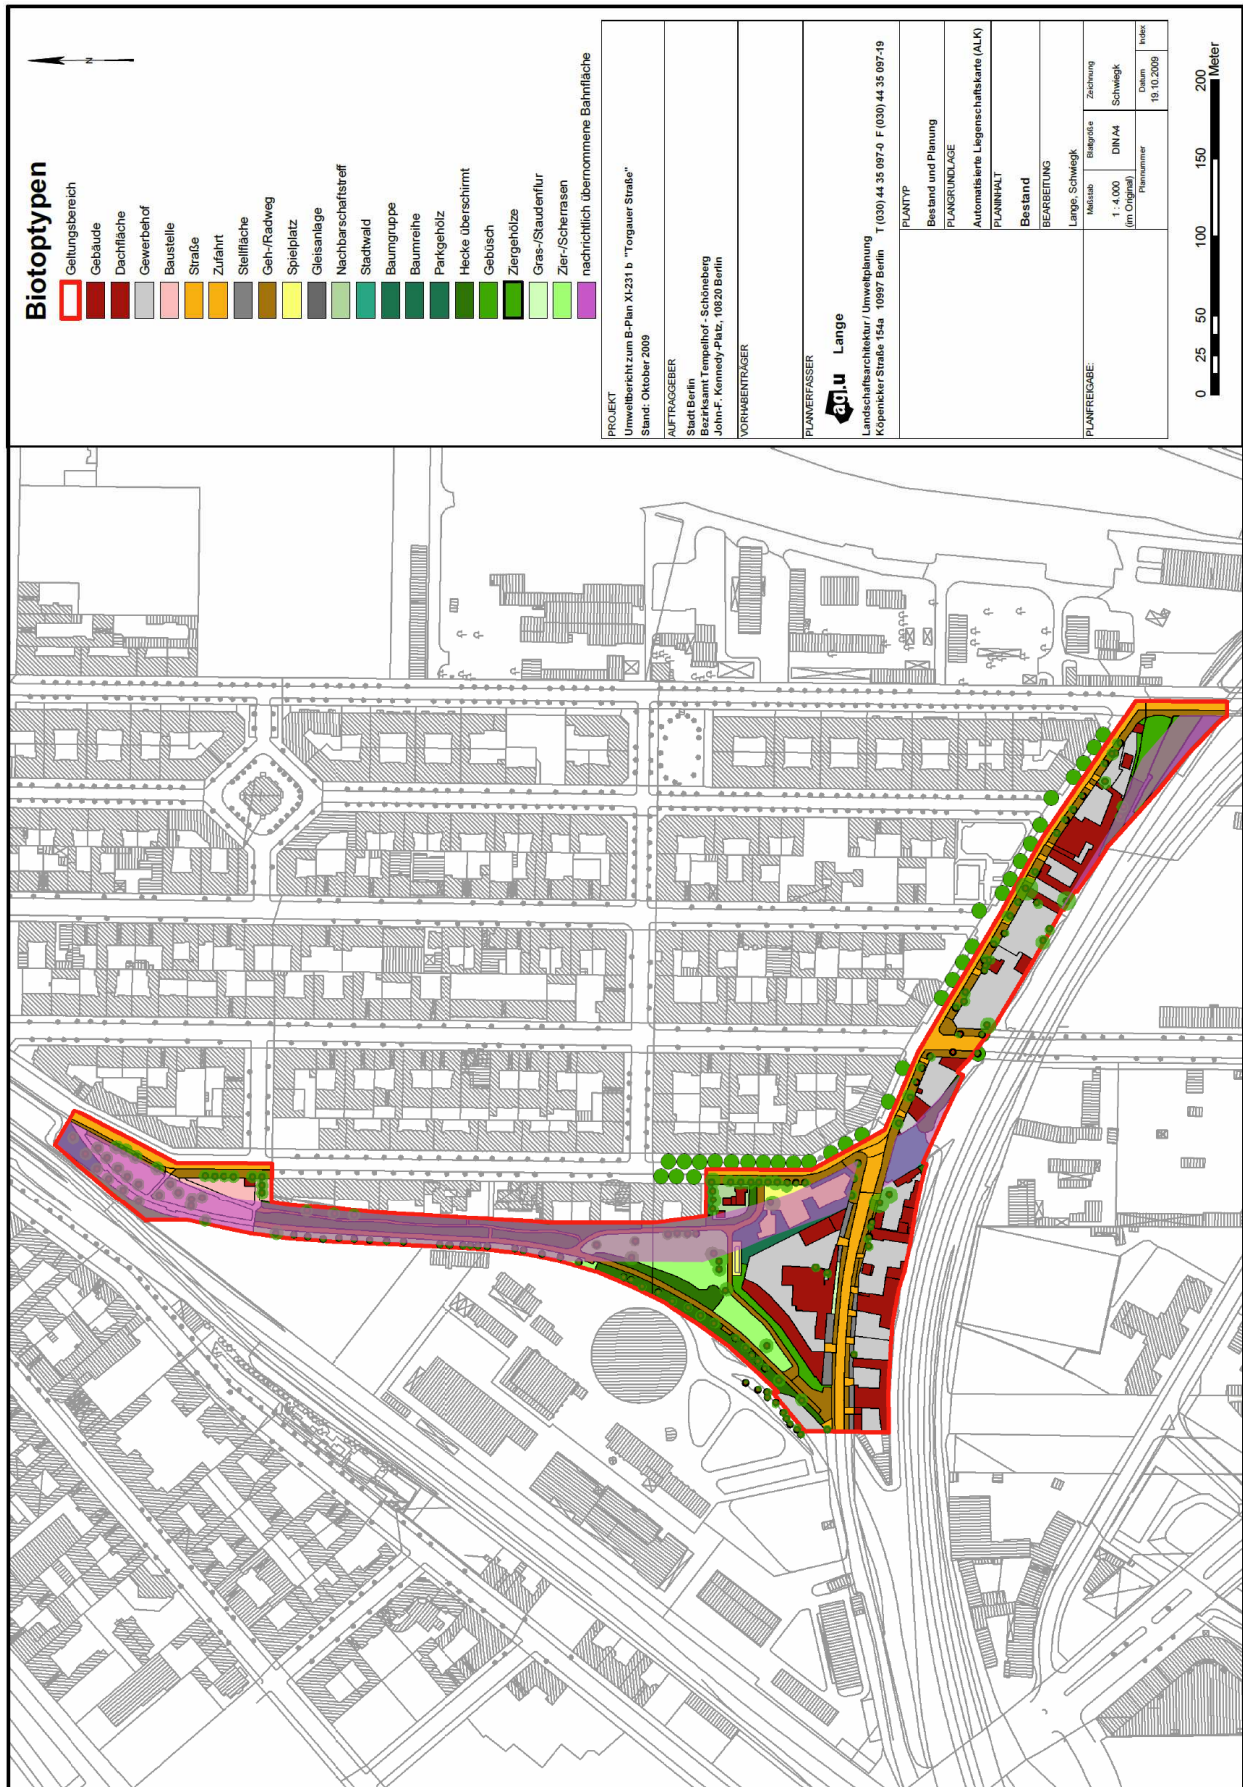 Biotoptypen
N
Geltungsbereich
Gebäude
Dachfläche
Gewerbehof
Baustelle
Straße
Zufahrt
Stellfläche
Geh-/Radweg
Spielplatz
Gleisanlage
Nachbarschaftstreff
Stadtwald
Baumgruppe
Baumreihe
Parkgehölz
Hecke überschirmt
Gebüsch
Ziergehölze
Gras-/Staudenflur
Zier-/Scherrasen
nachrichtlich übernommene Bahnfläche
PROJEKT
Umweltbericht zum B-Plan XI-231 b "Torgauer Straße"
Stand: Oktober 2009
AUFTRAGGEBER
Stadt Berlin
Bezirksamt Tempelhof - Schöneberg
John-F. Kennedy-Platz, 10820 Berlin
VORHABENTRÄGER
PLANVERFASSER
ag.u Lange
Landschaftsarchitektur / Umweltplanung
Köpenicker Straße 154a 10997 Berlin T (030) 44 35 097-0 F (030) 44 35 097-19
PLANTYP
Bestand und Planung
PLANGRUNDLAGE
Automatisierte Liegenschaftskarte (ALK)
PLANINHALT
Bestand
BEARBEITUNG
Lange, Schwiegk
PLANFREIGABE:
Maßstab Blattgröße Zeichnung
1 : 4.000 DIN A4 Schwiegk
(im Original)
Plannummer Datum Index
19.10.2009
0 25 50 100 150 200
Meter